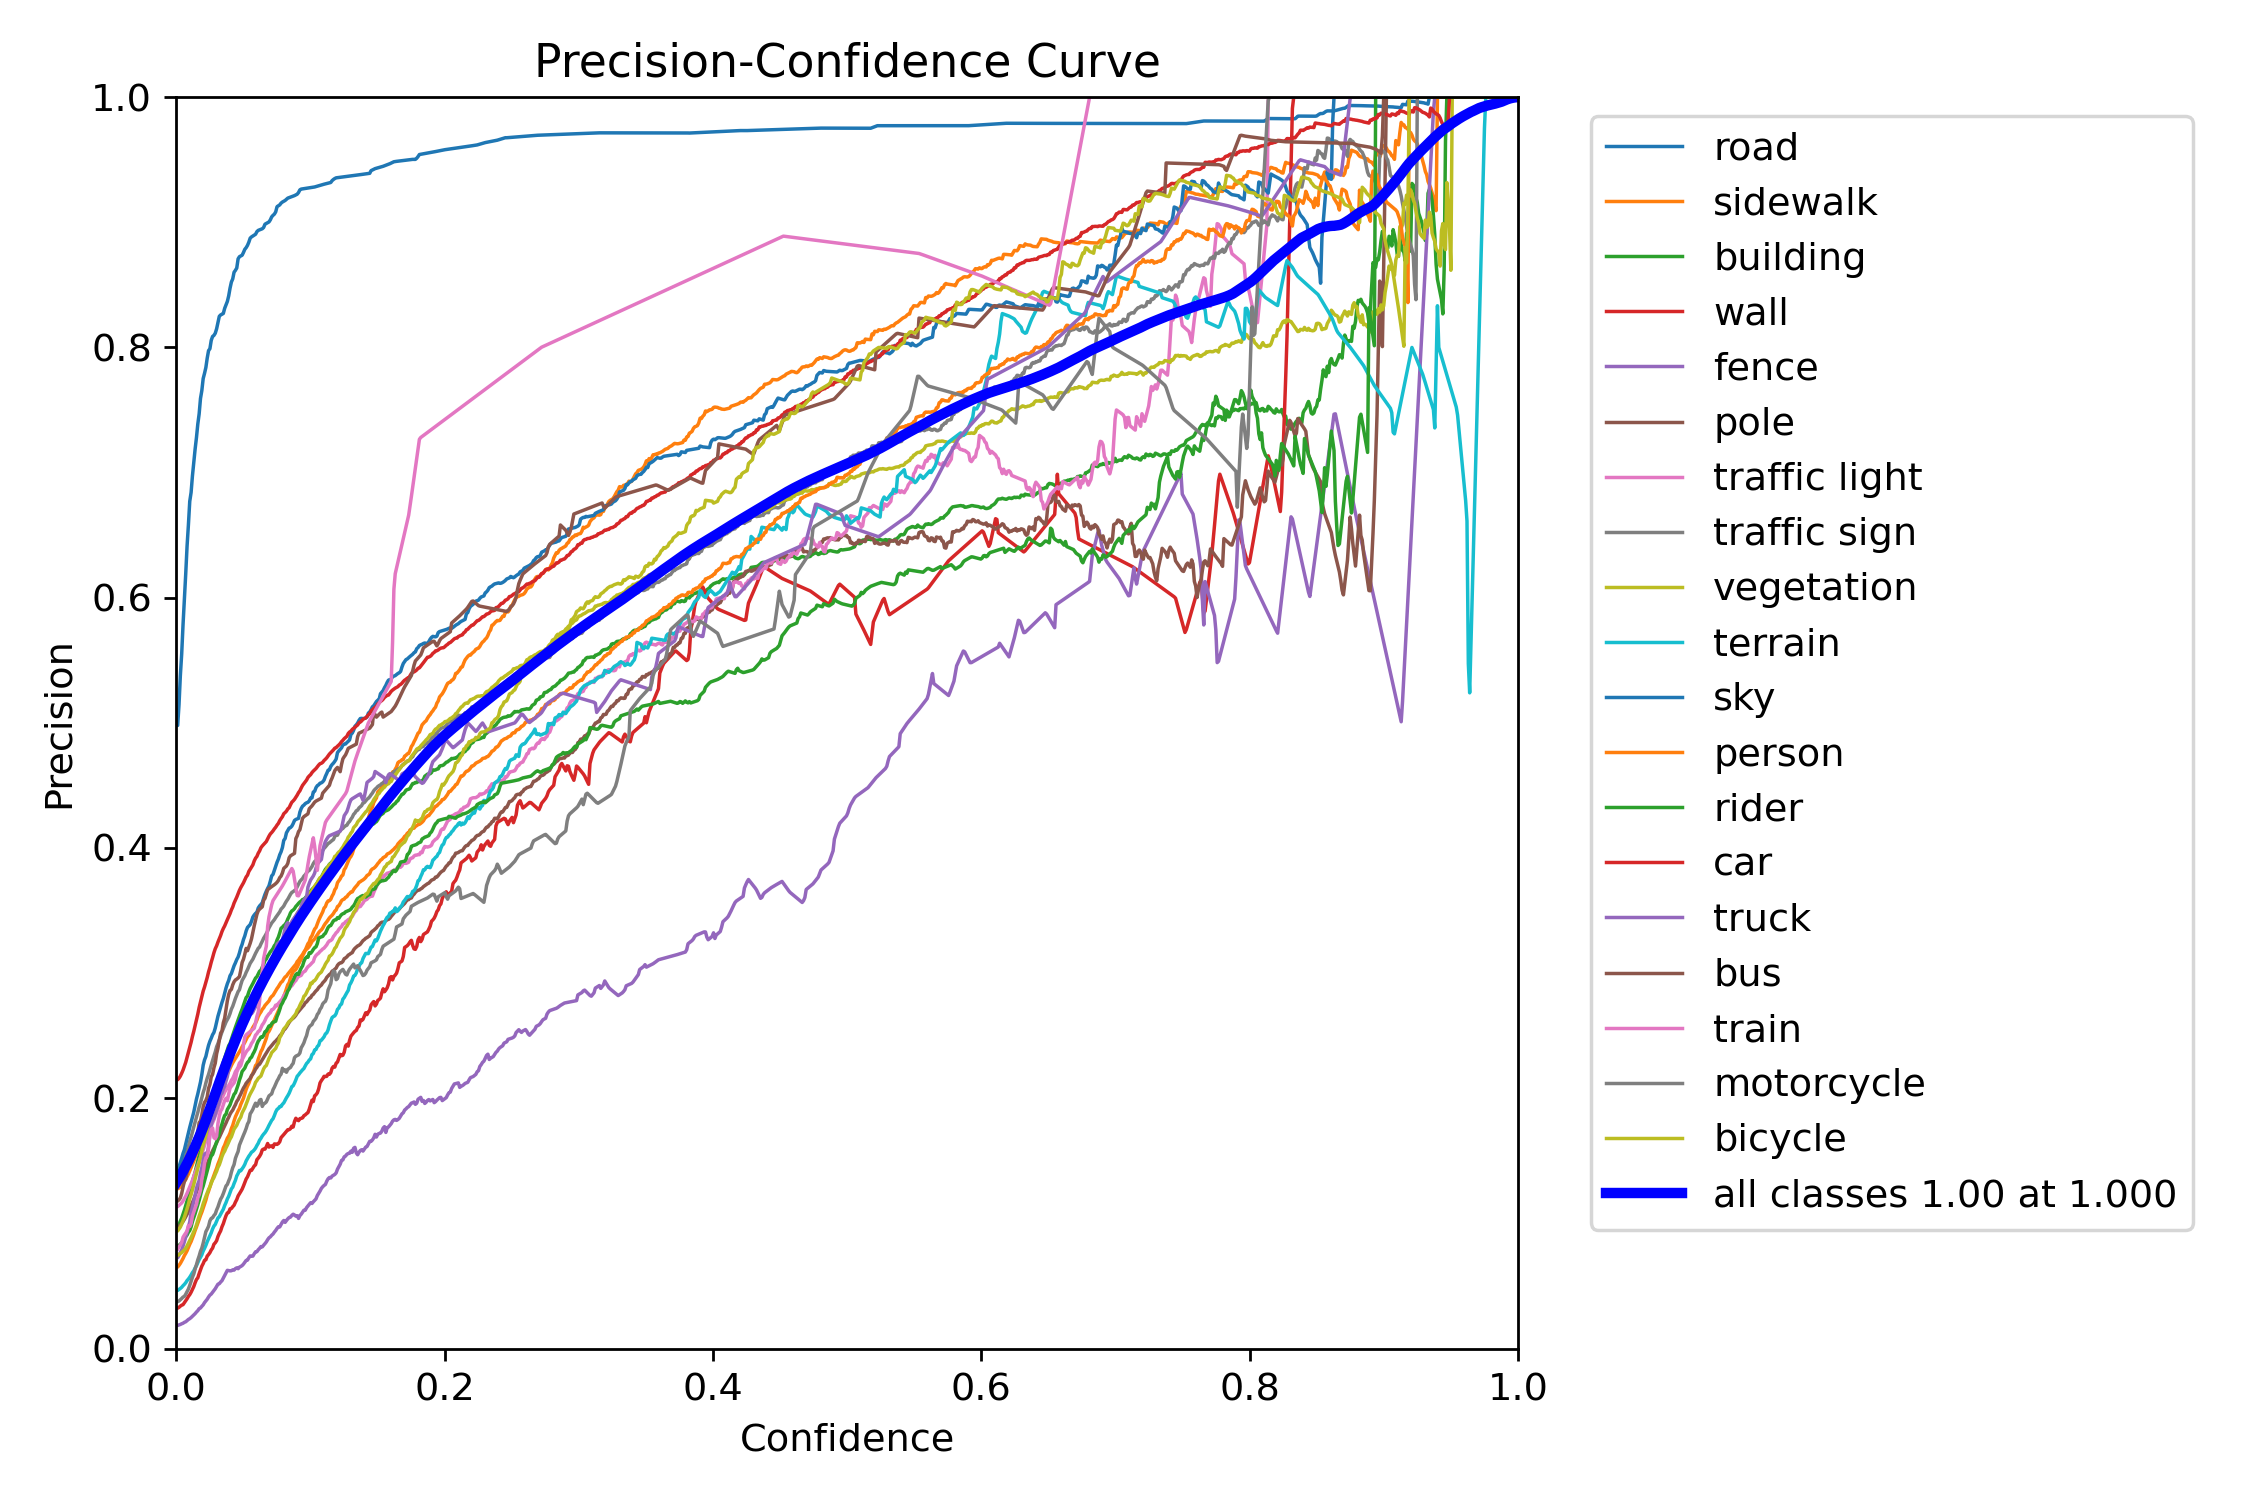 Precision-Confidence Curve
1.0
0.8
0.6
0.4
0.2
0.0
Precision
0.0 0.2 0.4 0.6 0.8 1.0
Confidence
road
sidewalk
building
wall
fence
pole
traffic light
traffic sign
vegetation
terrain
sky
person
rider
car
truck
bus
train
motorcycle
bicycle
all classes 1.00 at 1.000